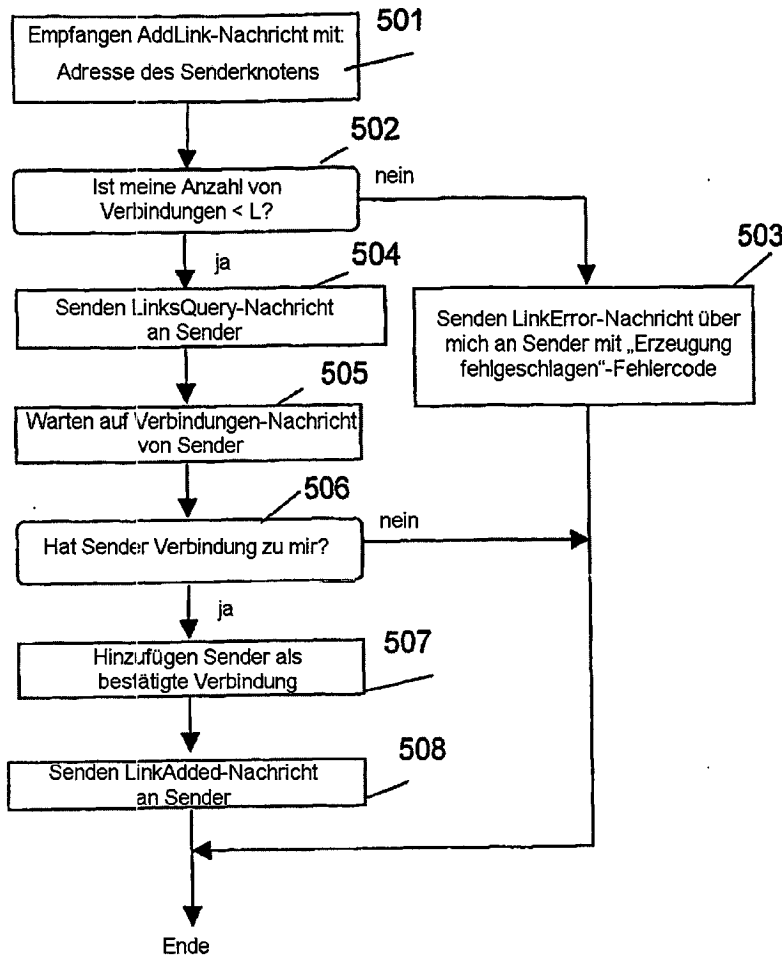 501
Empfangen AddLink-Nachricht mit:
Adresse des Senderknotens
502
Ist meine Anzahl von
Verbindungen < L?
nein
ja
503
Senden LinkError-Nachricht über
mich an Sender mit „Erzeugung
fehlgeschlagen“-Fehlercode
504
Senden LinksQuery-Nachricht
an Sender
505
Warten auf Verbindungen-Nachricht
von Sender
506
Hat Sender Verbindung zu mir?
nein
ja
507
Hinzufügen Sender als
bestätigte Verbindung
508
Senden LinkAdded-Nachricht
an Sender
Ende